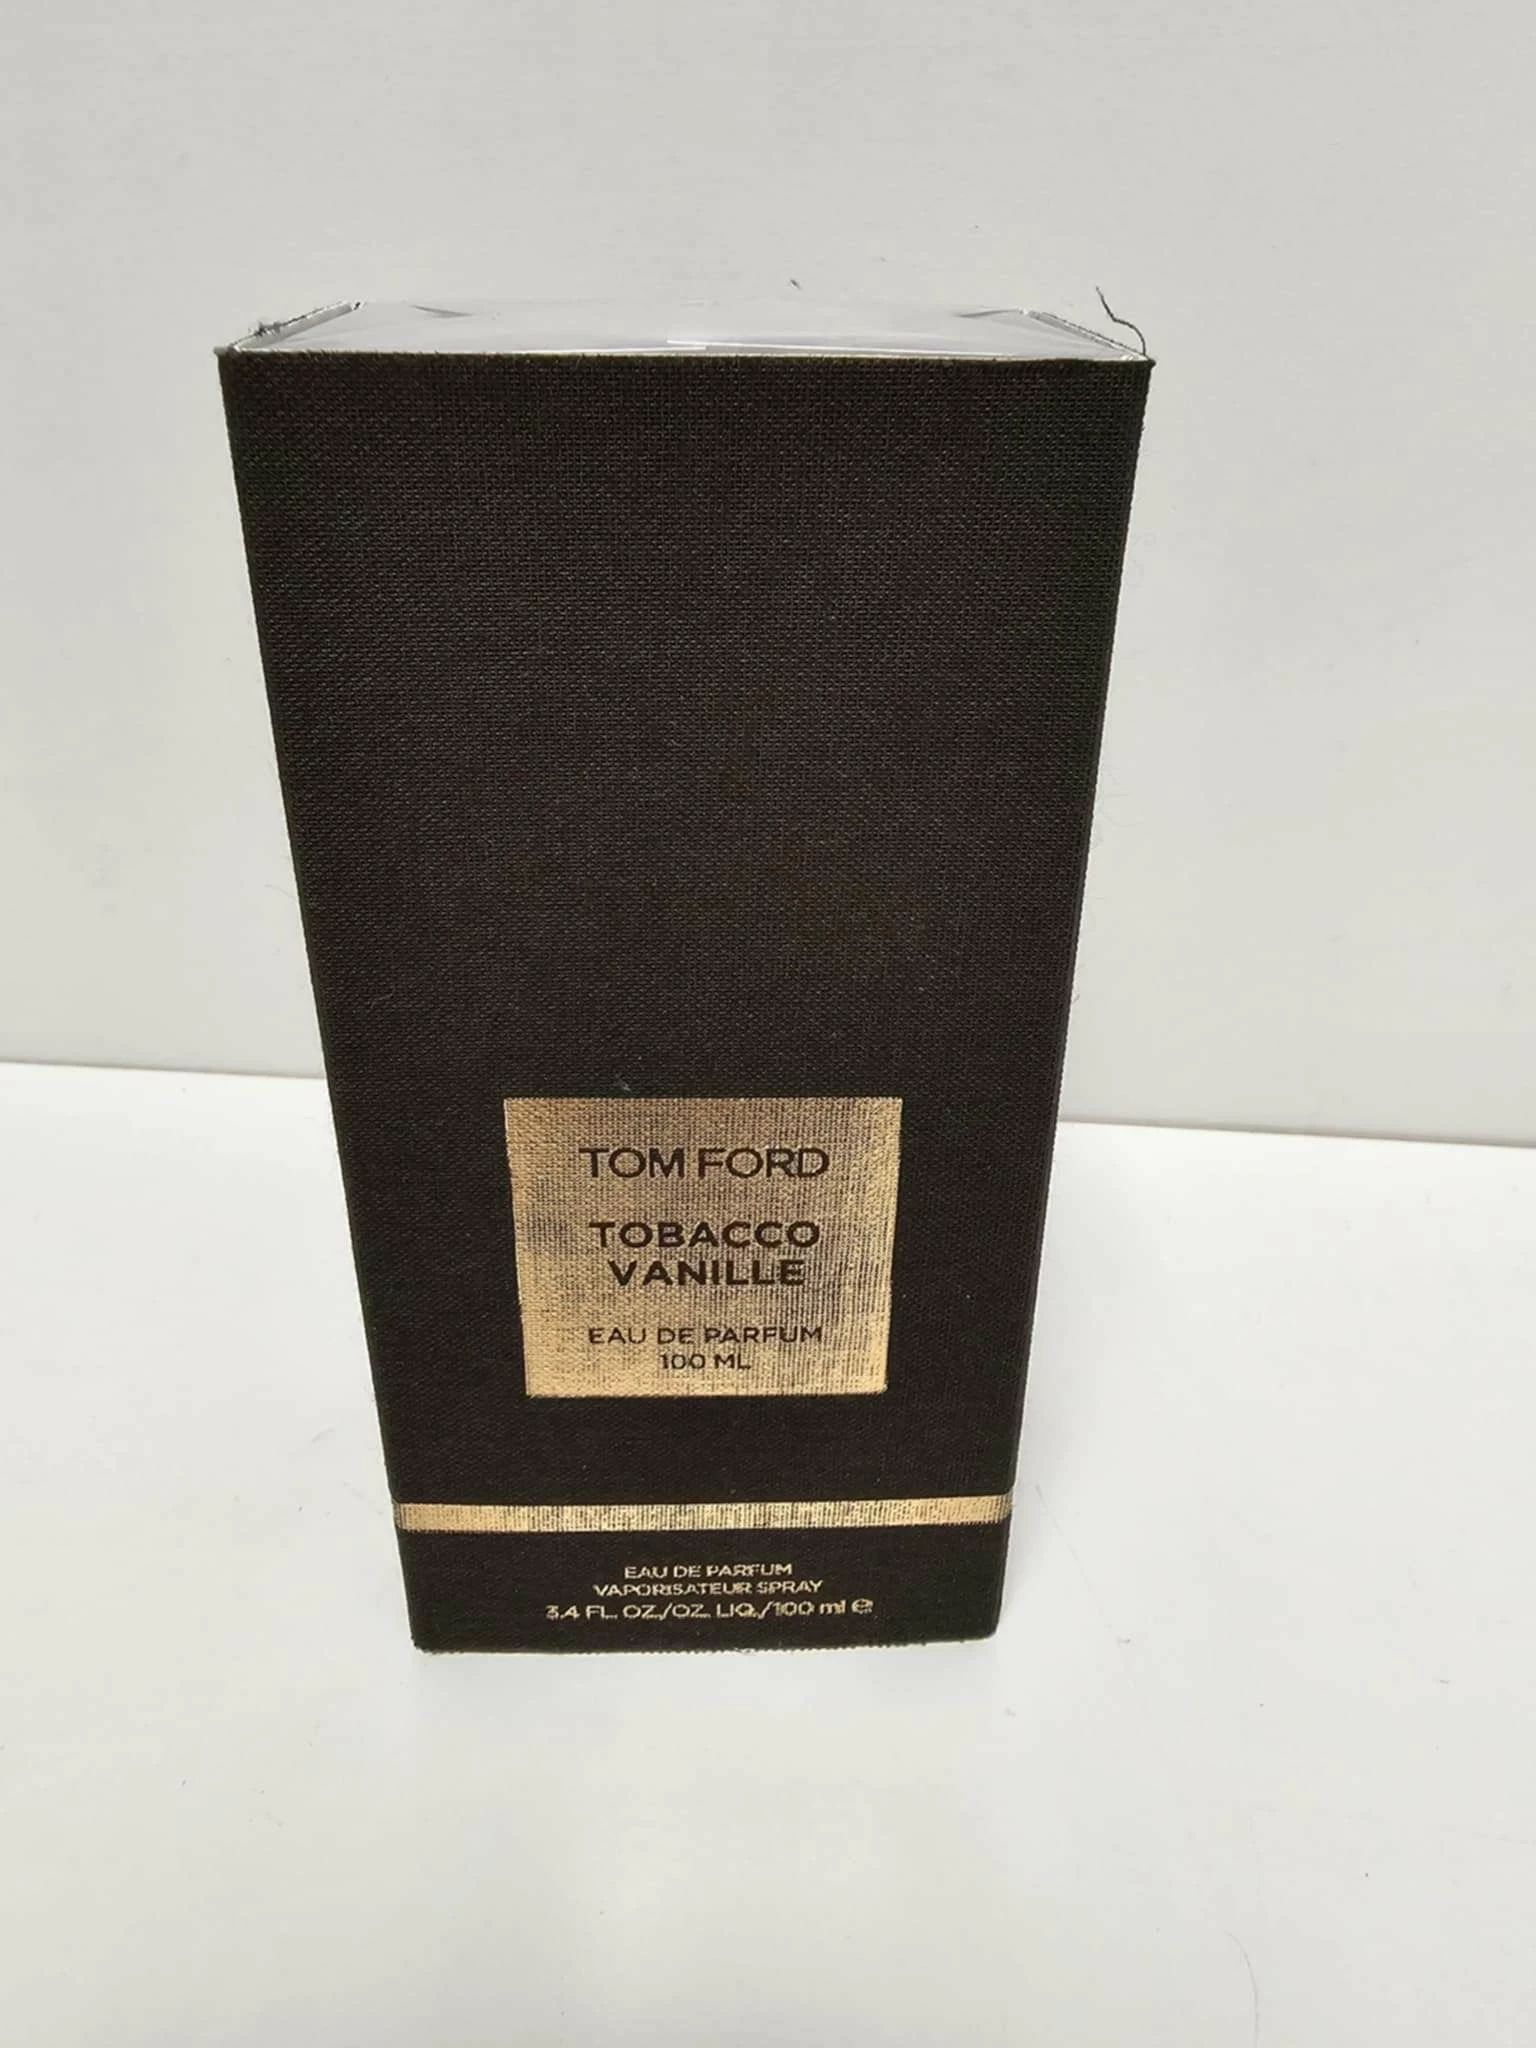 TOM FORD
TOBACCO
VANILLE
EAU DE PARFUM
100 ML
EAU DE PARFUM
VAPORISATEUR SPRAY
3.4 FL. OZ./OZ. LIQ./100 ml ℮